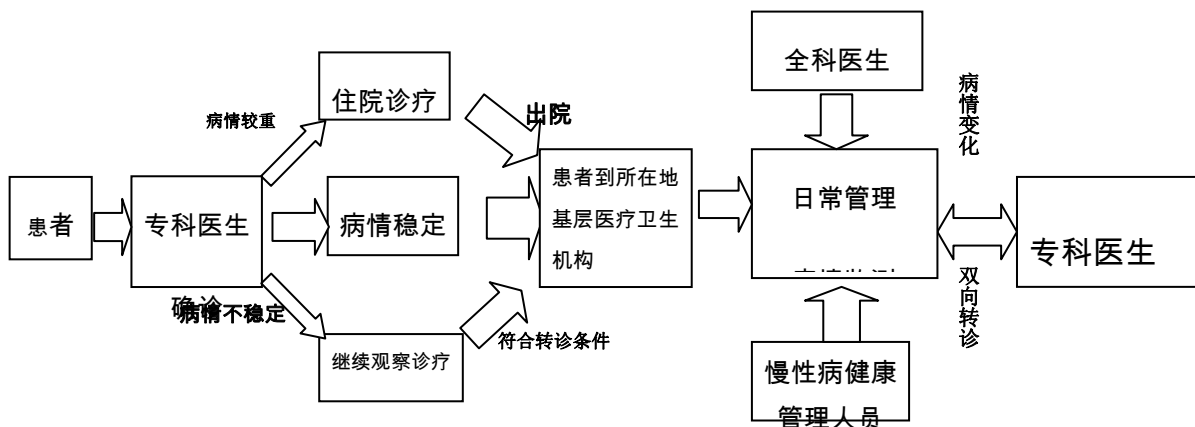 患者
专科医生
确诊
病情较重
病情不稳定
住院诊疗
病情稳定
继续观察诊疗
出院
符合转诊条件
患者到所在地
基层医疗卫生
机构
全科医生
日常管理
慢性病健康
管理人员
病情变化
双向转诊
专科医生